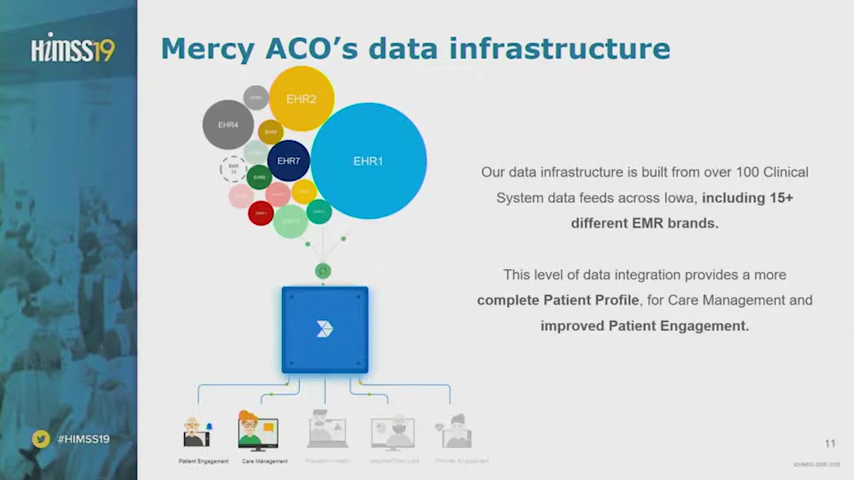 HiMSS19
Mercy ACO's data infrastructure
EHR2
EHR4
EHR1
EHR7
Our data infrastructure is built from over 100 Clinical
System data feeds across Iowa, including 15+
different EMR brands.
This level of data integration provides a more
complete Patient Profile, for Care Management and
improved Patient Engagement.
#HIMSS19
Patient Engagement
Care Management
11